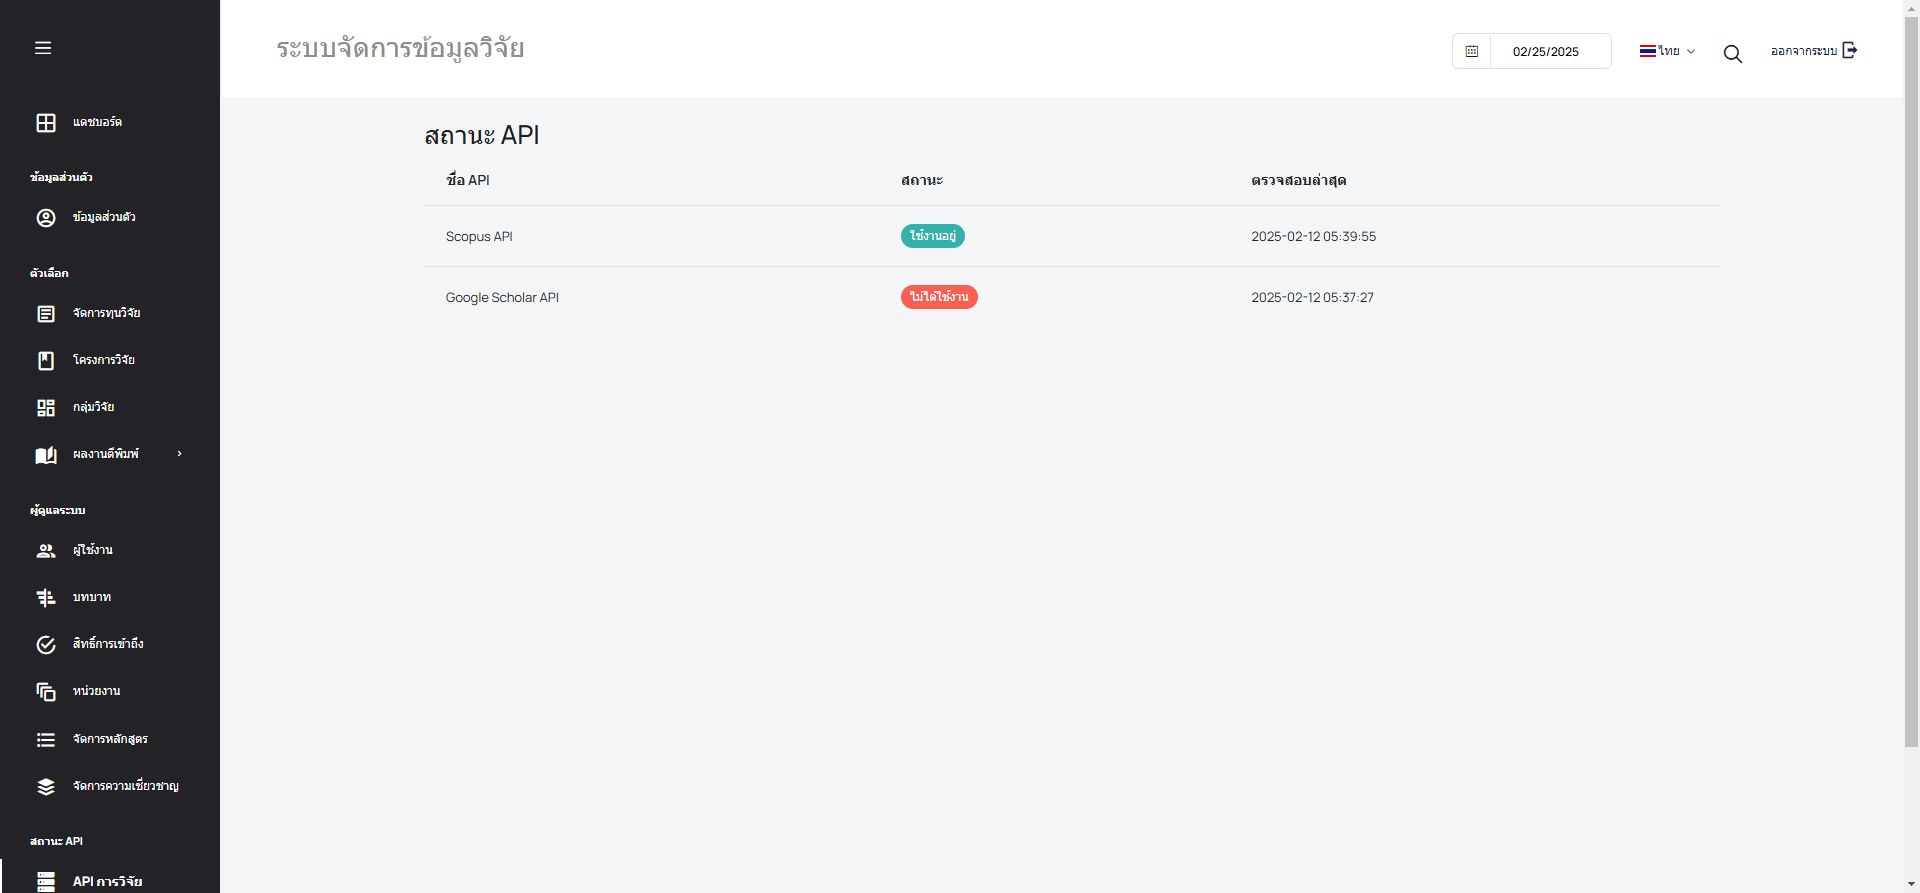 ระบบจัดการข้อมูลวิจัย
02/25/2025
ไทย
ออกจากระบบ
แดชบอร์ด
ข้อมูลส่วนตัว
ข้อมูลส่วนตัว
ตัวเลือก
จัดการทุนวิจัย
โครงการวิจัย
กลุ่มวิจัย
ผลงานตีพิมพ์
ผู้ดูแลระบบ
ผู้ใช้งาน
บทบาท
สิทธิ์การเข้าถึง
หน่วยงาน
จัดการหลักสูตร
จัดการความเชี่ยวชาญ
สถานะ API
API การวิจัย
สถานะ API
ชื่อ API สถานะ ตรวจสอบล่าสุด
Scopus API ใช้งานอยู่ 2025-02-12 05:39:55
Google Scholar API ไม่ได้ใช้งาน 2025-02-12 05:37:27